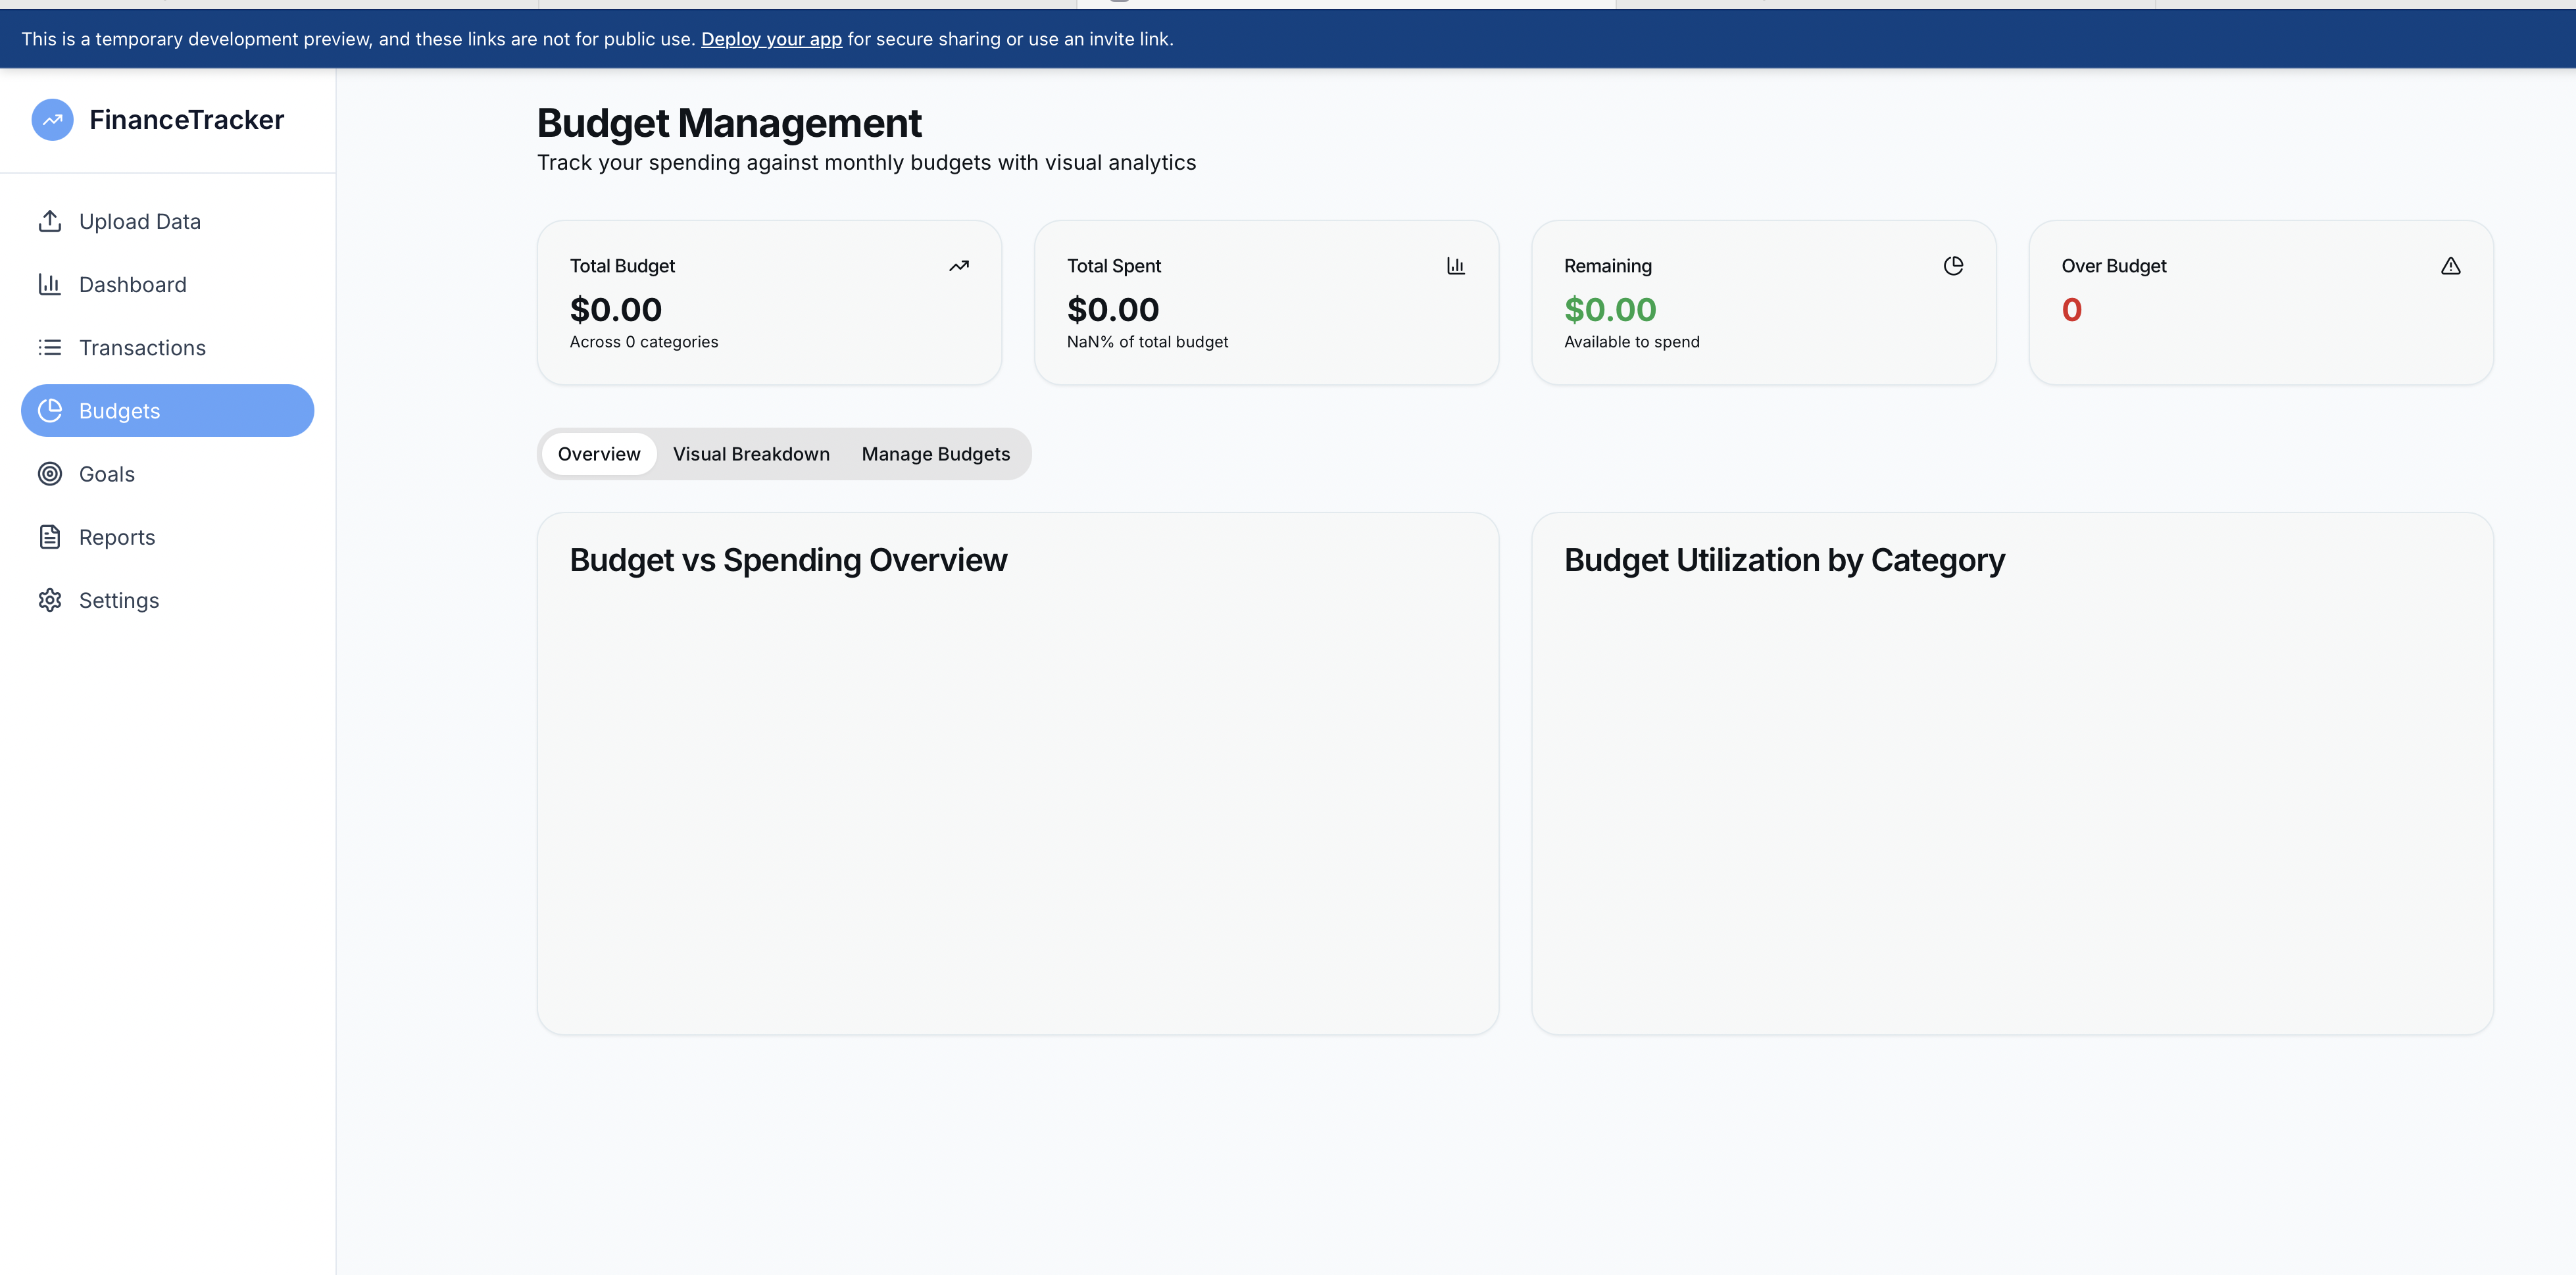 This is a temporary development preview, and these links are not for public use. Deploy your app for secure sharing or use an invite link.
FinanceTracker
Upload Data
Dashboard
Transactions
Budgets
Goals
Reports
Settings
Budget Management
Track your spending against monthly budgets with visual analytics
Total Budget
$0.00
Across 0 categories
Total Spent
$0.00
NaN% of total budget
Remaining
$0.00
Available to spend
Over Budget
0
Overview
Visual Breakdown
Manage Budgets
Budget vs Spending Overview
Budget Utilization by Category